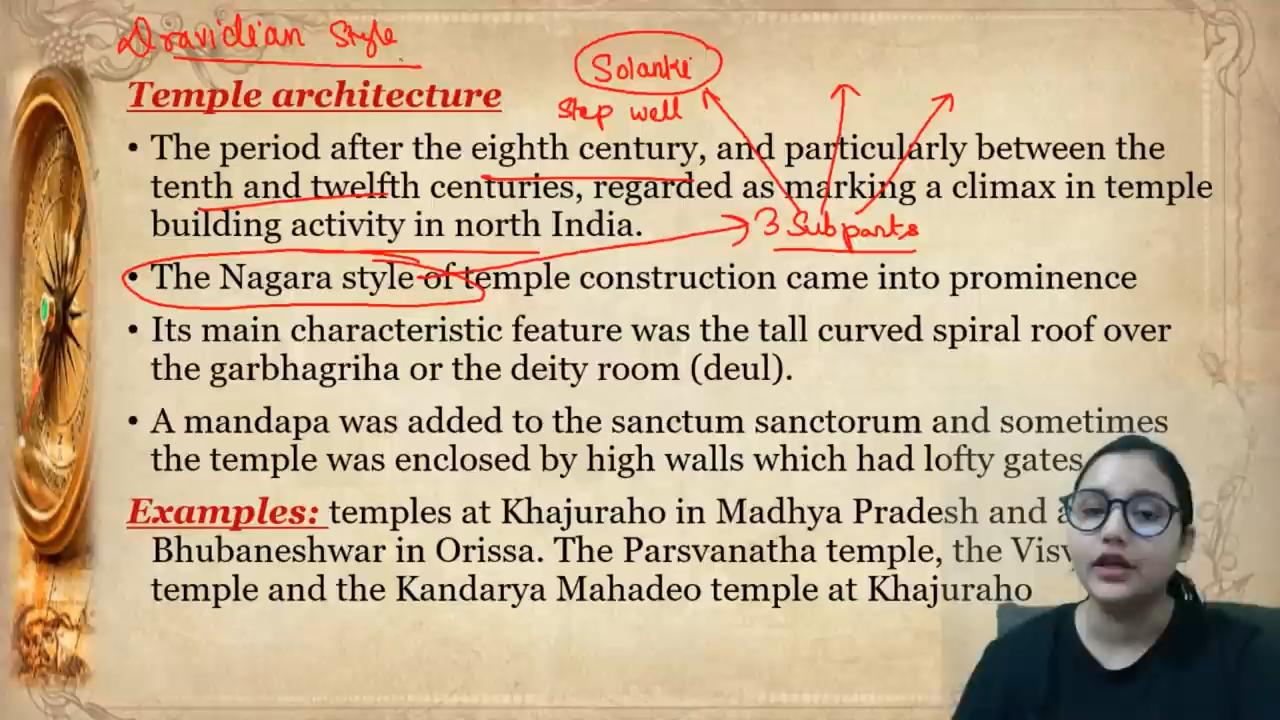 Dravidian Style
Solanki
Step well
Temple architecture
• The period after the eighth century, and particularly between the
tenth and twelfth centuries, regarded as marking a climax in temple
building activity in north India.
3 Subparts
• The Nagara style of temple construction came into prominence
• Its main characteristic feature was the tall curved spiral roof over
the garbhagriha or the deity room (deul).
• A mandapa was added to the sanctum sanctorum and sometimes
the temple was enclosed by high walls which had lofty gates
Examples: temples at Khajuraho in Madhya Pradesh and
Bhubaneshwar in Orissa. The Parsvanatha temple, the
temple and the Kandarya Mahadeo temple at Khajuraho